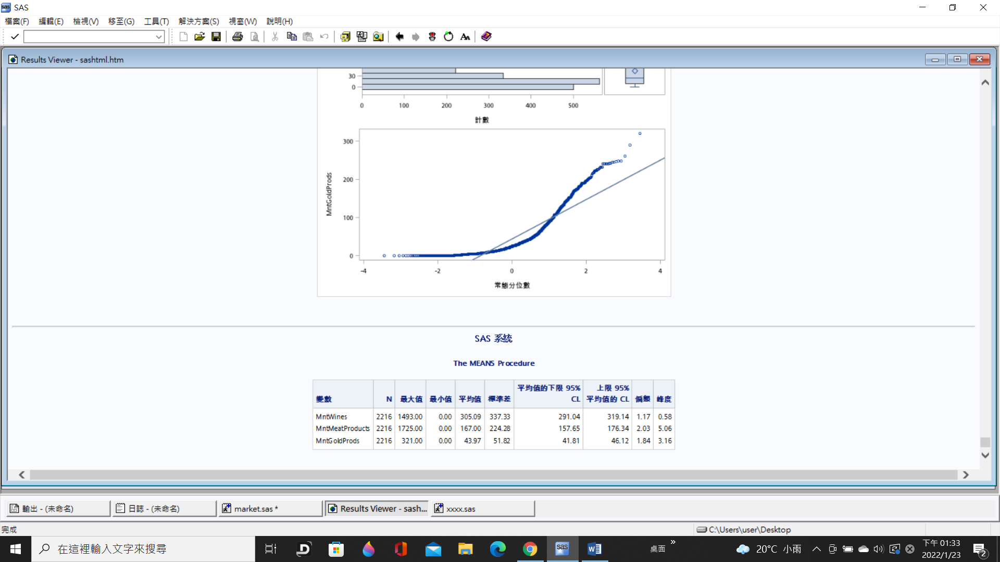 SAS
檔案(F) 編輯(E) 檢視(V) 移至(G) 工具(T) 解決方案(S) 視窗(W) 說明(H)
Results Viewer - sashtml.htm
30
0
0 100 200 300 400 500
計數
300
200
100
0
MntGoldProds
-4 -2 0 2 4
常態分位數
SAS 系統
The MEANS Procedure
平均值的下限 95% 上限 95%
變數 N 最大值 最小值 平均值 標準差 CL 平均值的 CL 偏態 峰度
MntWines 2216 1493.00 0.00 305.09 337.33 291.04 319.14 1.17 0.58
MntMeatProducts 2216 1725.00 0.00 167.00 224.28 157.65 176.34 2.03 5.06
MntGoldProds 2216 321.00 0.00 43.97 51.82 41.81 46.12 1.84 3.16
輸出 - (未命名) 日誌 - (未命名) market.sas * Results Viewer - sash... xxxx.sas
完成 C:\Users\user\Desktop
在這裡輸入文字來搜尋 桌面 » 20°C 小雨 下午 01:33
2022/1/23
2